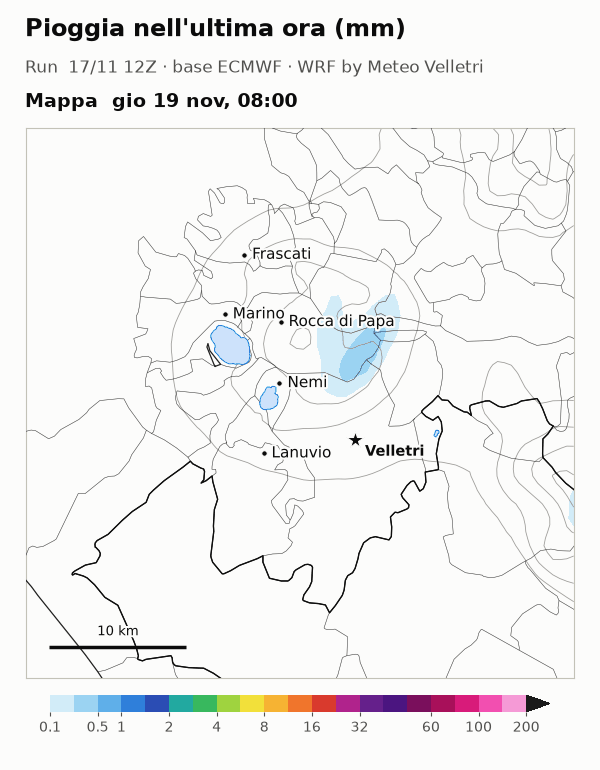 Pioggia nell'ultima ora (mm)
Run  17/11 12Z · base ECMWF · WRF by Meteo Velletri
Mappa  gio 19 nov, 08:00
Frascati
Marino
Rocca di Papa
Nemi
Velletri
Lanuvio
10 km
0.1 0.5 1 2 4 8 16 32 60 100 200